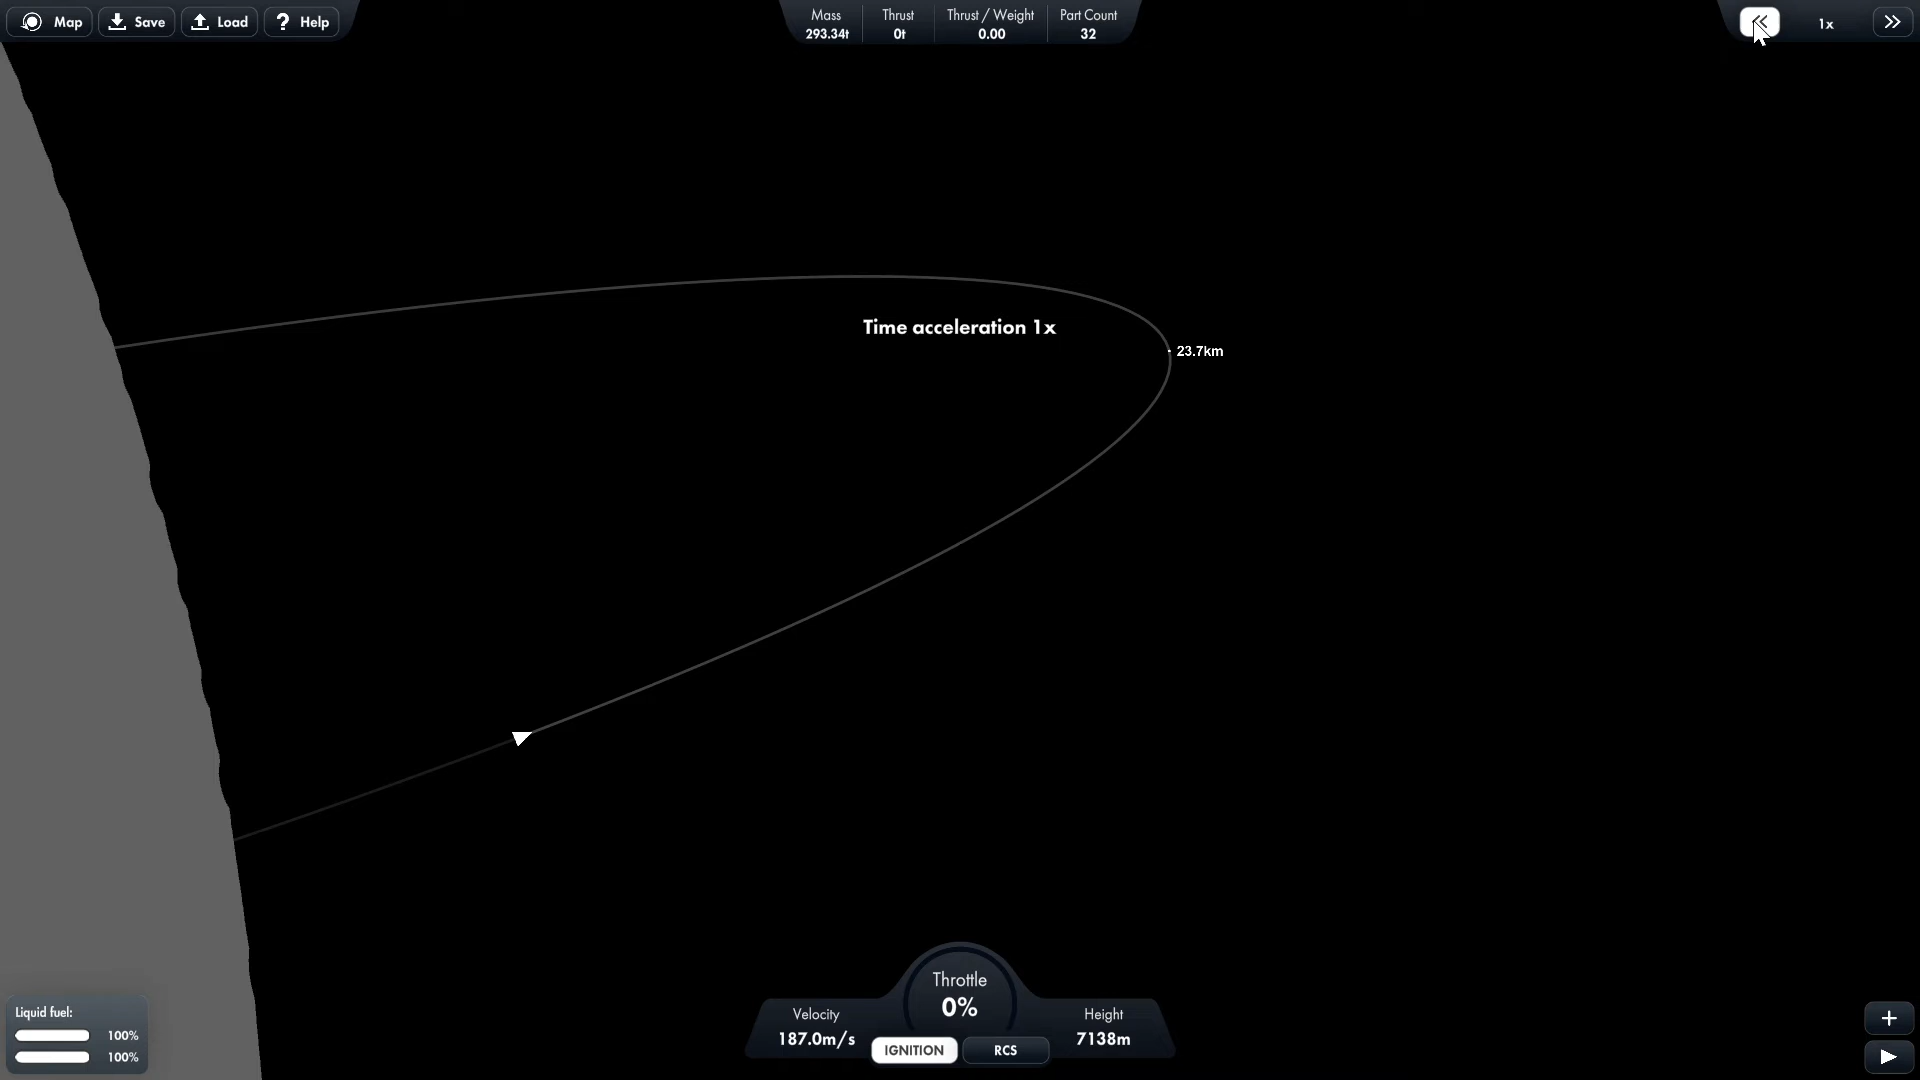 Map Save Load ? Help
Mass Thrust Thrust / Weight Part Count
293.34t 0t 0.00 32
1x
Time acceleration 1x
23.7km
Throttle
0%
Velocity Height
187.0m/s 7138m
IGNITION RCS
Liquid fuel:
100%
100%